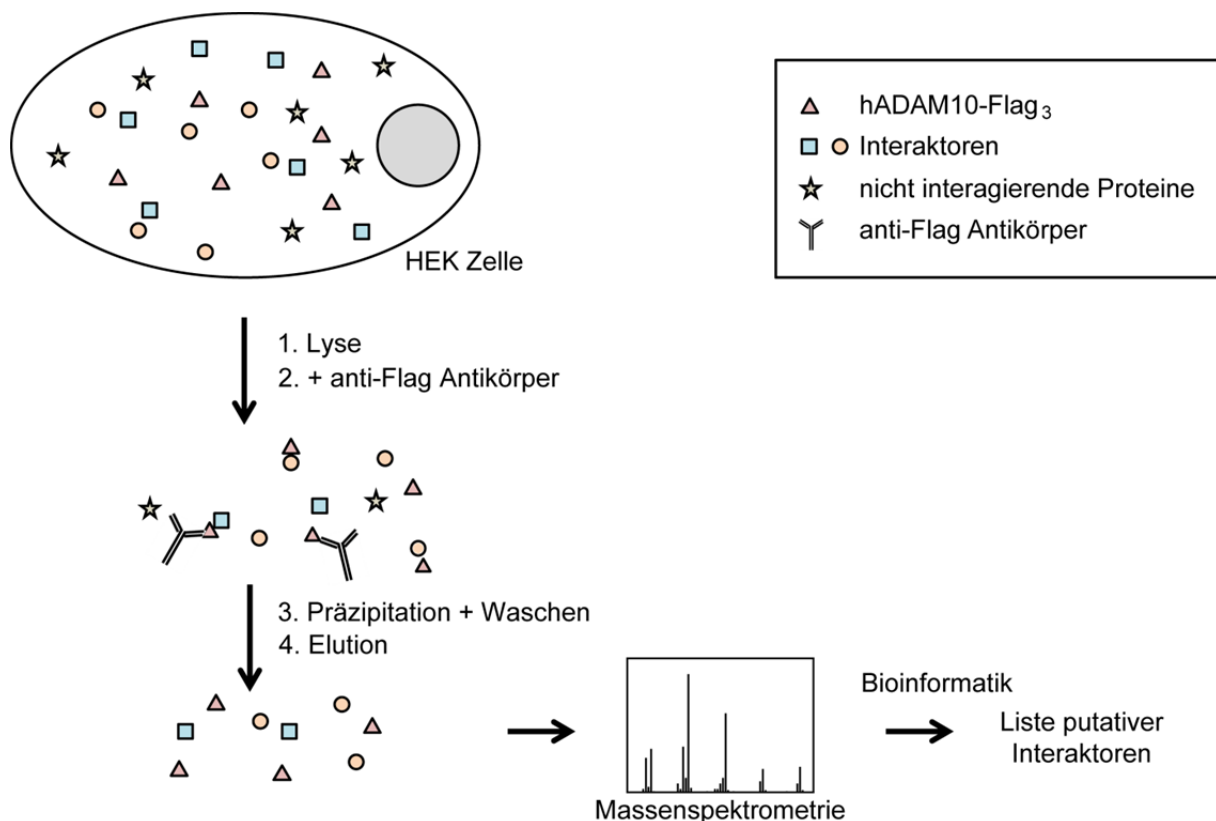 hADAM10-Flag₃
Interaktoren
nicht interagierende Proteine
anti-Flag Antikörper
HEK Zelle
1. Lyse
2. + anti-Flag Antikörper
3. Präzipitation + Waschen
4. Elution
Massenspektrometrie
Bioinformatik
Liste putativer
Interaktoren